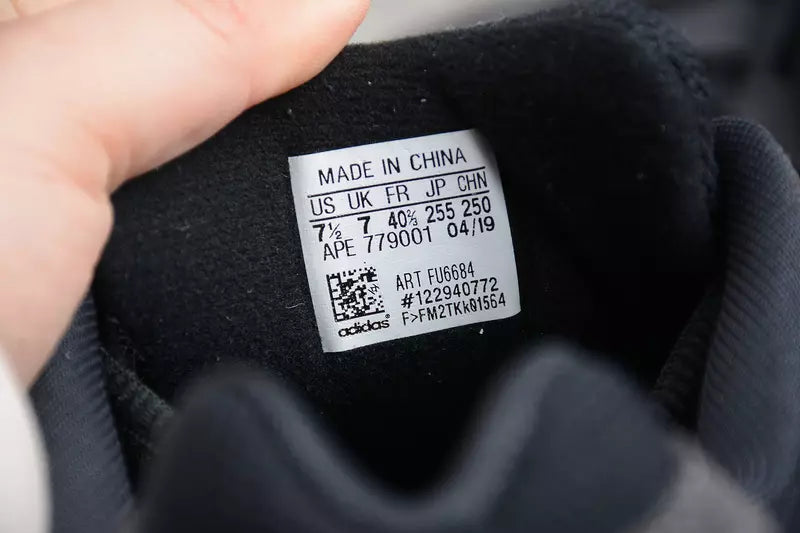 MADE IN CHINA
US UK FR JP CHN
7½ 7 40⅔ 255 250
APE 779001 04/19
ART FU6684
#122940772
F>FM2TKk01564
adidas